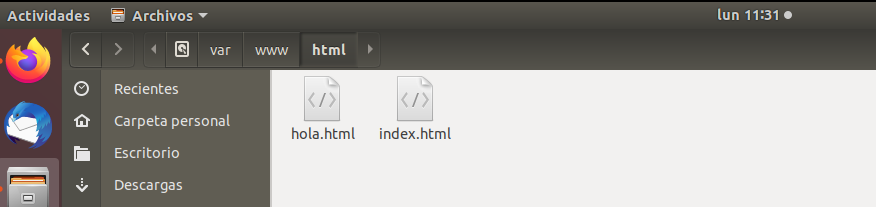 Actividades Archivos lun 11:31
var www html
Recientes
Carpeta personal
Escritorio
Descargas
hola.html index.html